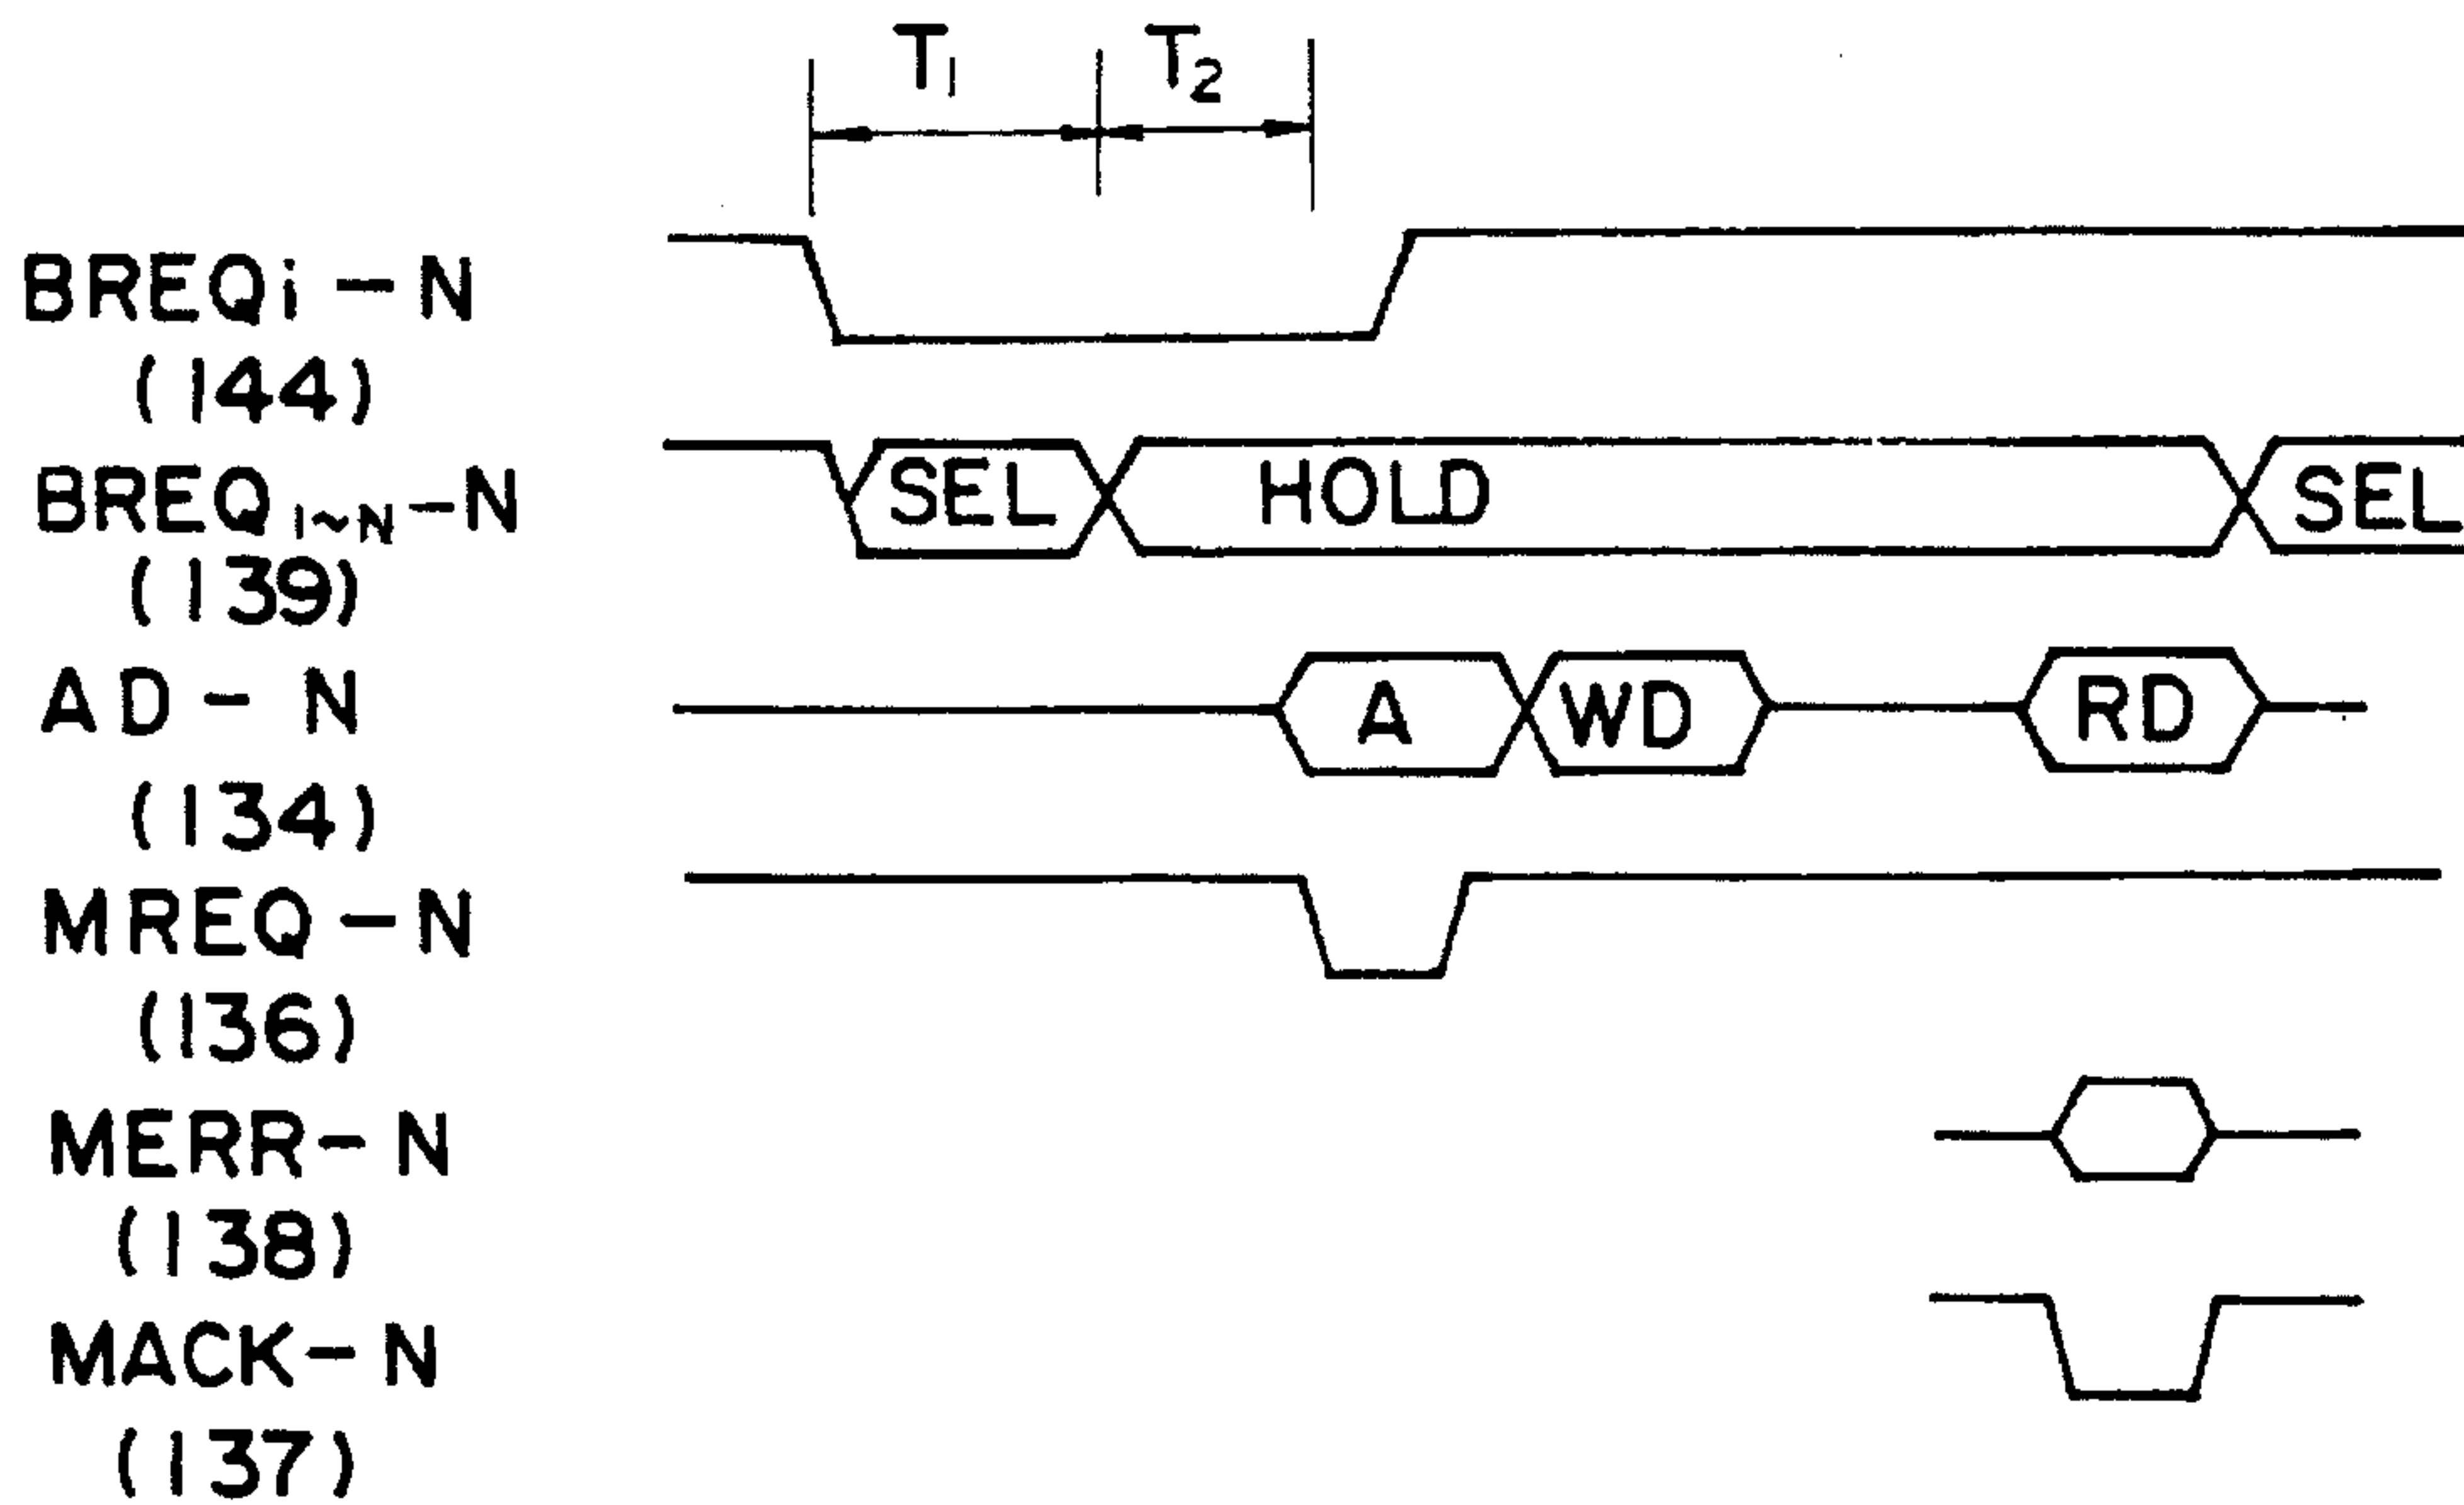 T₁ T₂
BREQi-N
(144)
BREQ₁~N-N SEL HOLD SEL
(139)
AD-N A WD RD
(134)
MREQ-N
(136)
MERR-N
(138)
MACK-N
(137)